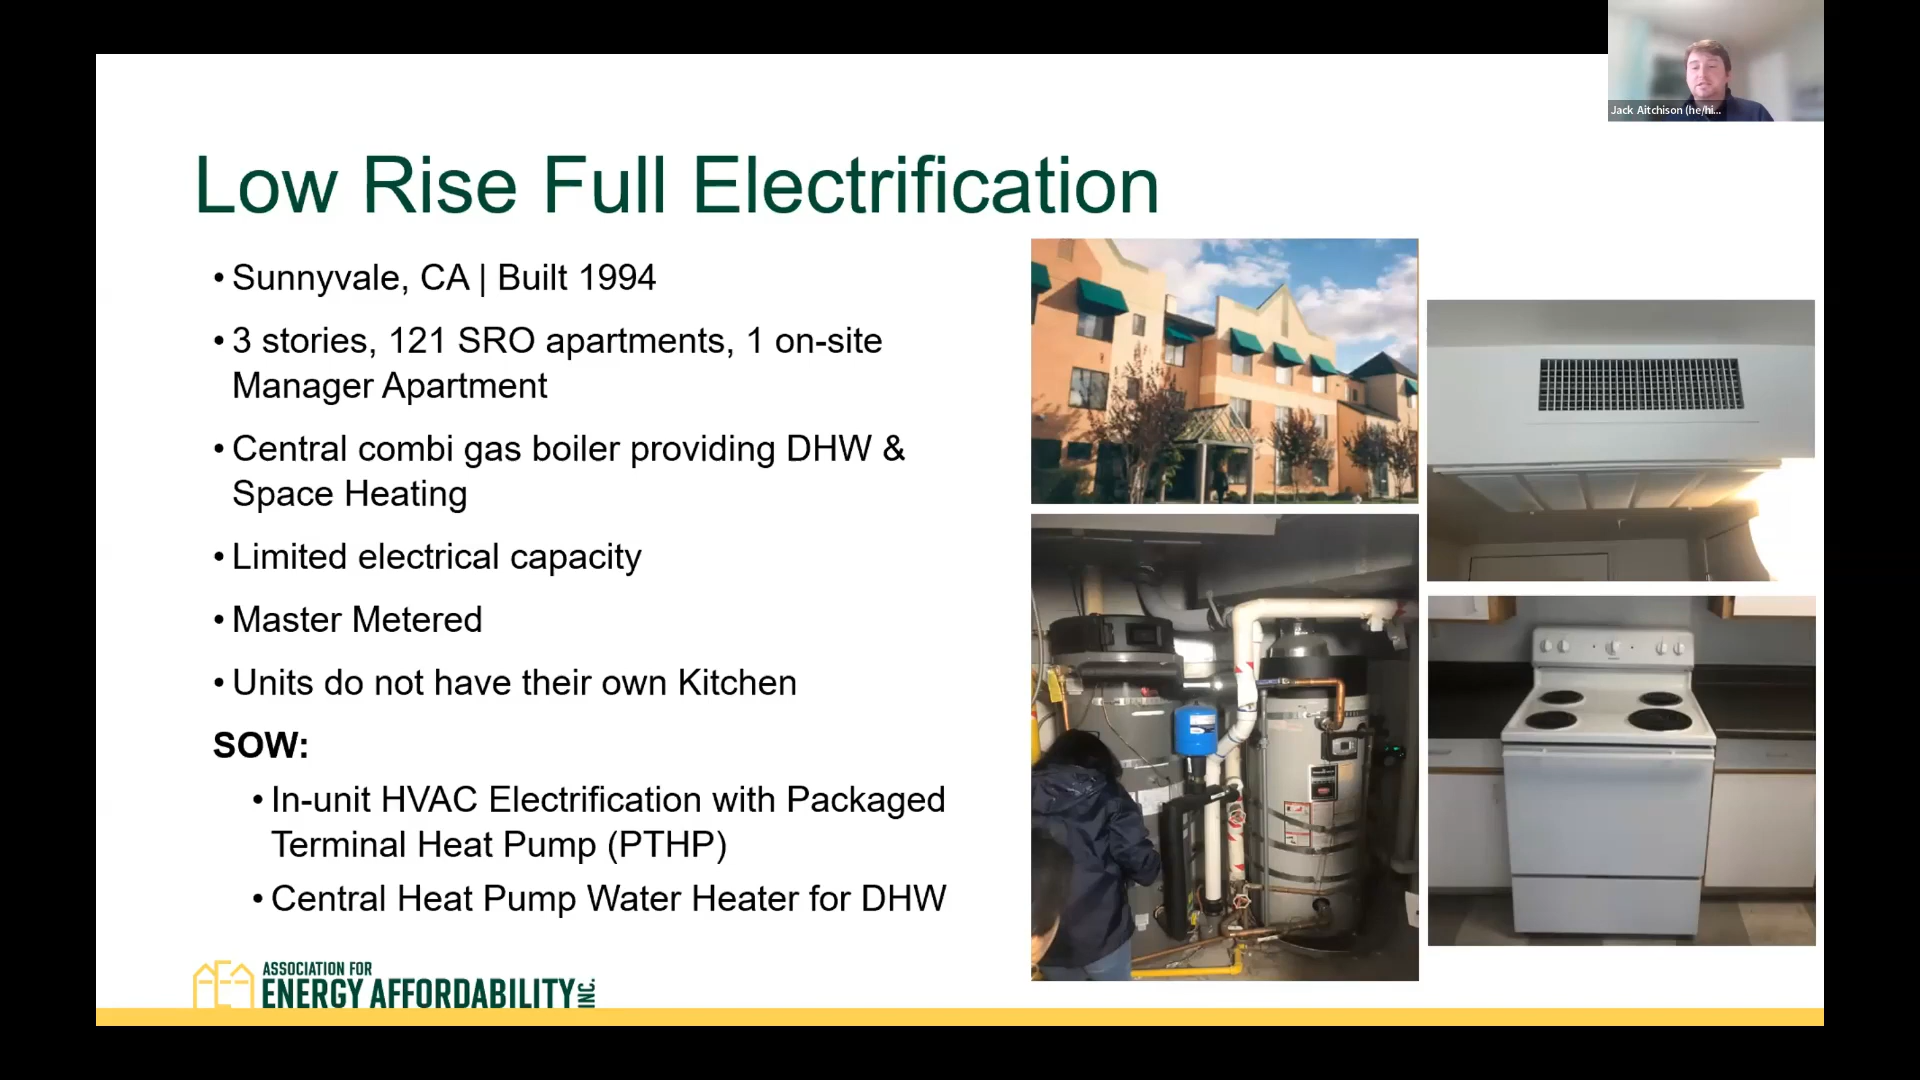 Jack Aitchison (he/hi...
Low Rise Full Electrification
• Sunnyvale, CA | Built 1994
• 3 stories, 121 SRO apartments, 1 on-site
Manager Apartment
• Central combi gas boiler providing DHW &
Space Heating
• Limited electrical capacity
• Master Metered
• Units do not have their own Kitchen
SOW:
• In-unit HVAC Electrification with Packaged
Terminal Heat Pump (PTHP)
• Central Heat Pump Water Heater for DHW
ASSOCIATION FOR
ENERGY AFFORDABILITY INC.